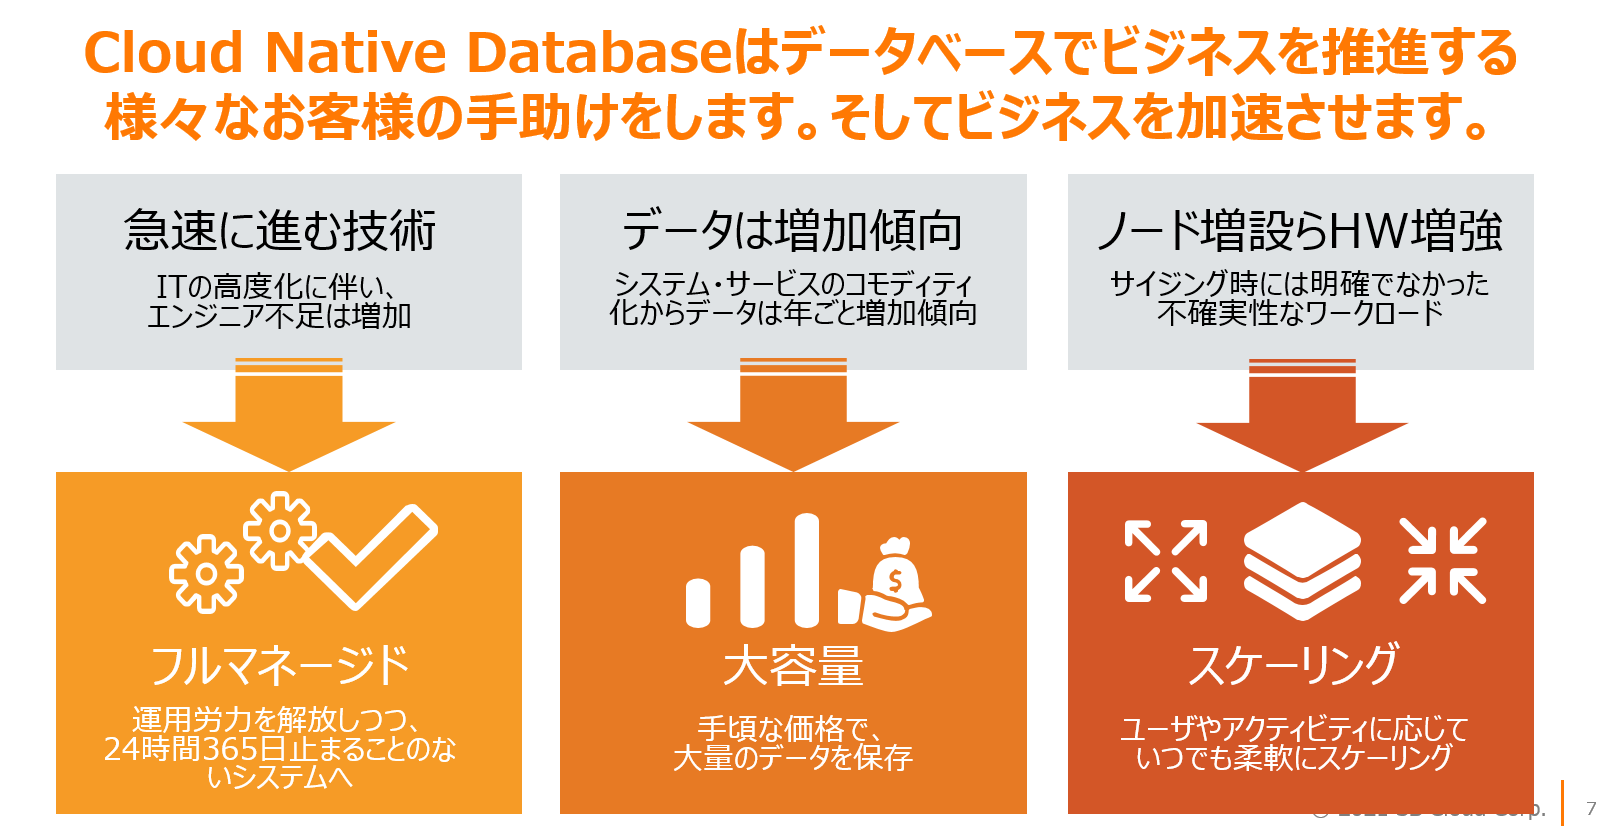 Cloud Native Databaseはデータベースでビジネスを推進する
様々なお客様の手助けをします。そしてビジネスを加速させます。
急速に進む技術
ITの高度化に伴い、
エンジニア不足は増加
データは増加傾向
システム・サービスのコモディティ
化からデータは年ごと増加傾向
ノード増設らHW増強
サイジング時には明確でなかった
不確実性なワークロード
フルマネージド
運用労力を解放しつつ、
24時間365日止まることのな
いシステムへ
$
大容量
手頃な価格で、
大量のデータを保存
スケーリング
ユーザやアクティビティに応じて
いつでも柔軟にスケーリング
7